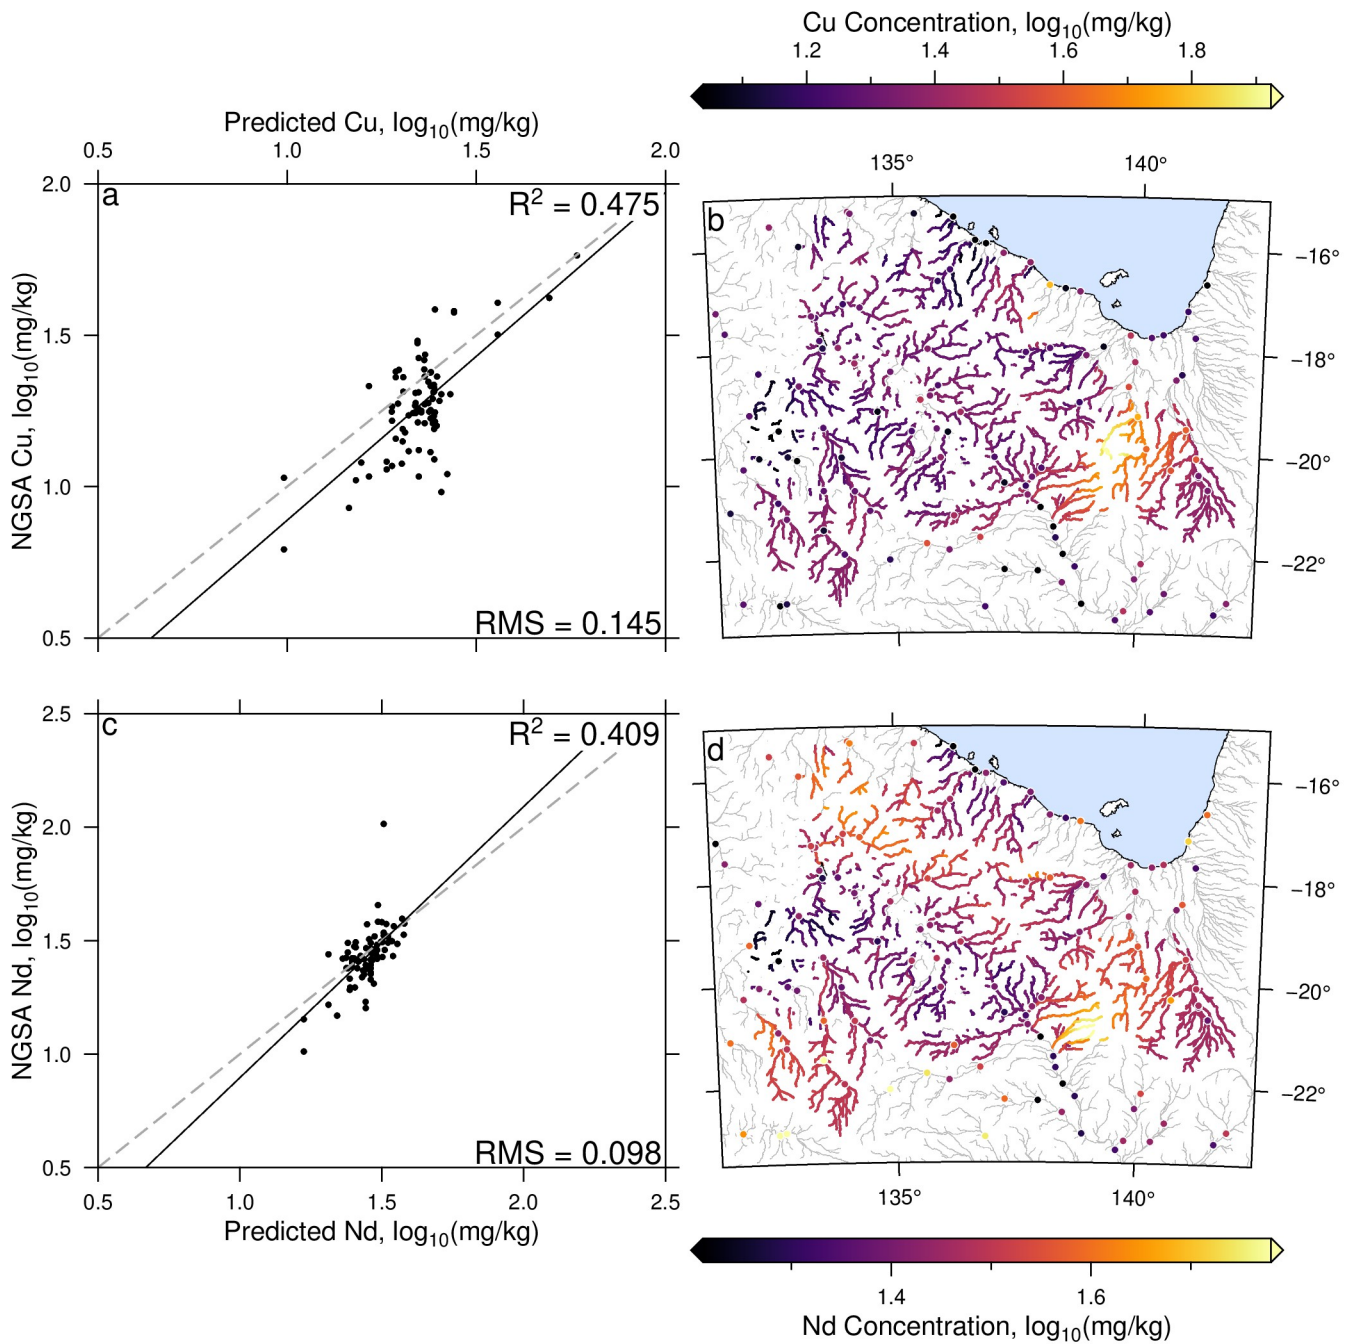 Cu Concentration, log₁₀(mg/kg)
1.2 1.4 1.6 1.8
Predicted Cu, log₁₀(mg/kg)
0.5 1.0 1.5 2.0
135° 140°
2.0
a
R² = 0.475
b
−16°
NGSA Cu, log₁₀(mg/kg)
1.5
−18°
−20°
1.0
−22°
RMS = 0.145
0.5
2.5
c
R² = 0.409
d
−16°
NGSA Nd, log₁₀(mg/kg)
2.0
−18°
1.5
−20°
1.0
−22°
RMS = 0.098
0.5
0.5 1.0 1.5 2.0 2.5
135° 140°
Predicted Nd, log₁₀(mg/kg)
1.4 1.6
Nd Concentration, log₁₀(mg/kg)